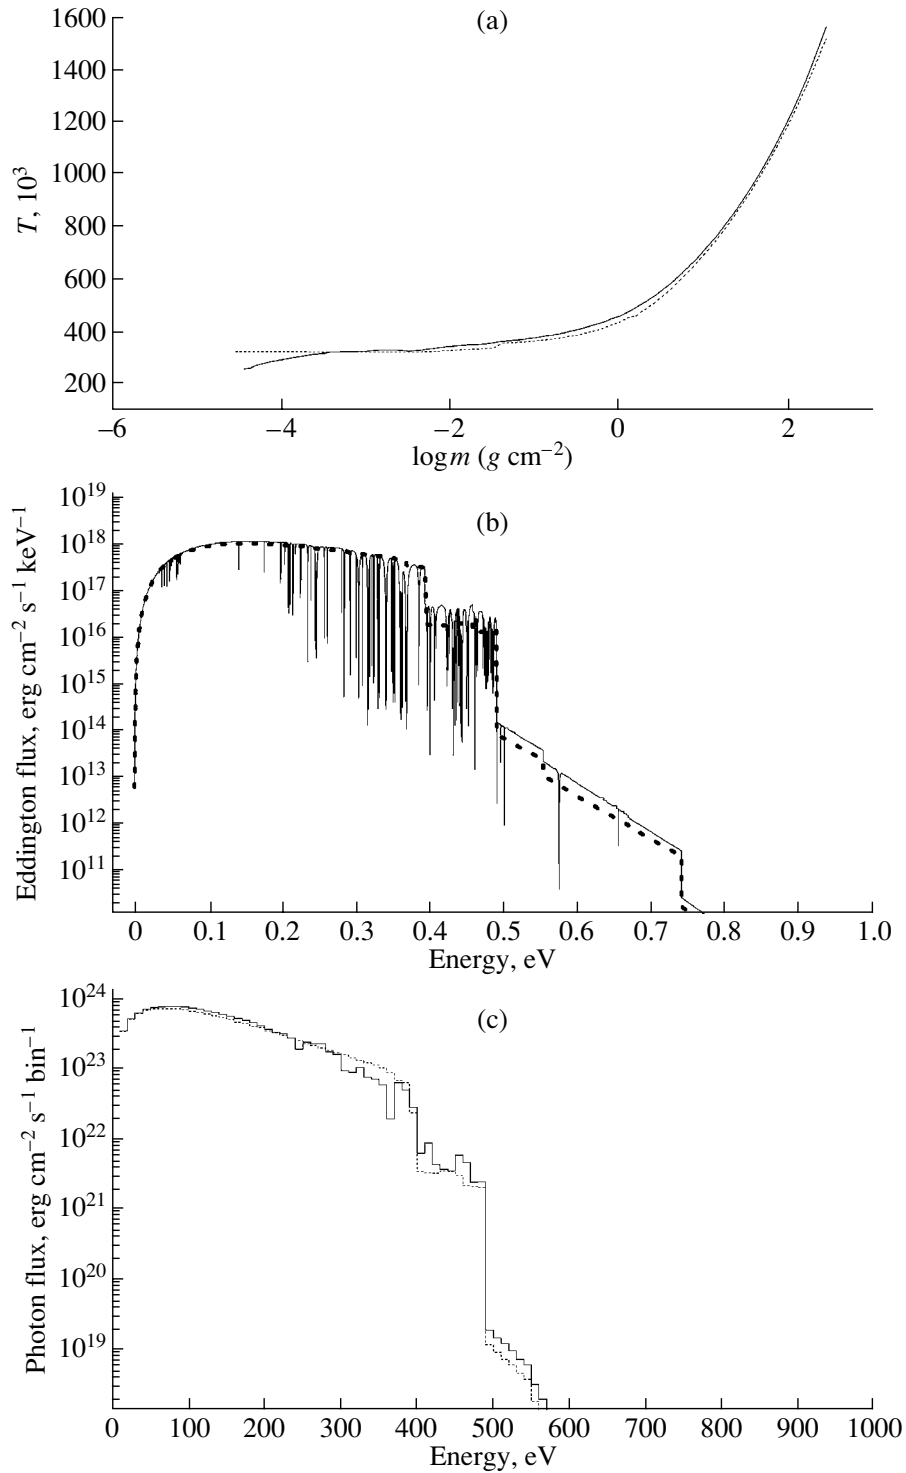 (a)
1600
1400
1200
1000
800
600
400
200
T, 10³
–6 –4 –2 0 2
log m (g cm⁻²)
(b)
10¹⁹
10¹⁸
10¹⁷
10¹⁶
10¹⁵
10¹⁴
10¹³
10¹²
10¹¹
Eddington flux, erg cm⁻² s⁻¹ keV⁻¹
0 0.1 0.2 0.3 0.4 0.5 0.6 0.7 0.8 0.9 1.0
Energy, eV
(c)
10²⁴
10²³
10²²
10²¹
10²⁰
10¹⁹
Photon flux, erg cm⁻² s⁻¹ bin⁻¹
0 100 200 300 400 500 600 700 800 900 1000
Energy, eV